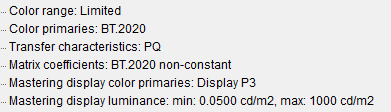 Color range: Limited
Color primaries: BT.2020
Transfer characteristics: PQ
Matrix coefficients: BT.2020 non-constant
Mastering display color primaries: Display P3
Mastering display luminance: min: 0.0500 cd/m2, max: 1000 cd/m2